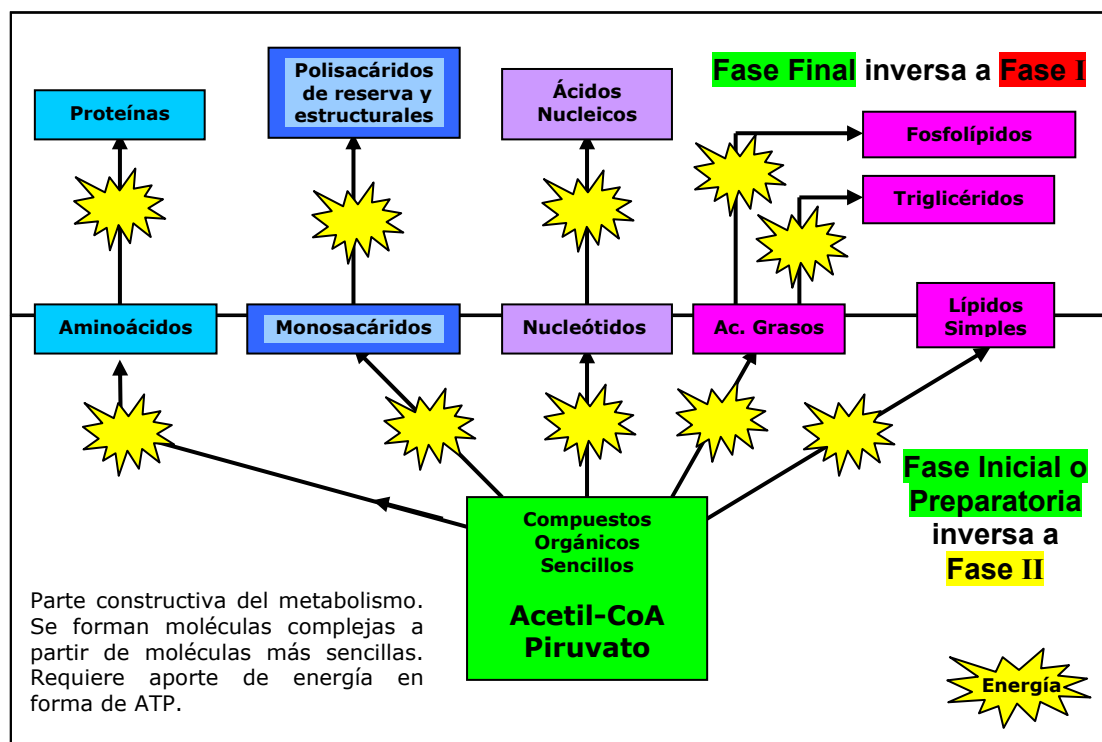 Fase Final inversa a Fase I
Polisacáridos
de reserva y
estructurales
Proteínas
Ácidos
Nucleicos
Fosfolípidos
Triglicéridos
Aminoácidos
Monosacáridos
Nucleótidos
Ac. Grasos
Lípidos
Simples
Fase Inicial o
Preparatoria
inversa a
Fase II
Compuestos
Orgánicos
Sencillos
Acetil-CoA
Piruvato
Parte constructiva del metabolismo.
Se forman moléculas complejas a
partir de moléculas más sencillas.
Requiere aporte de energía en
forma de ATP.
Energía